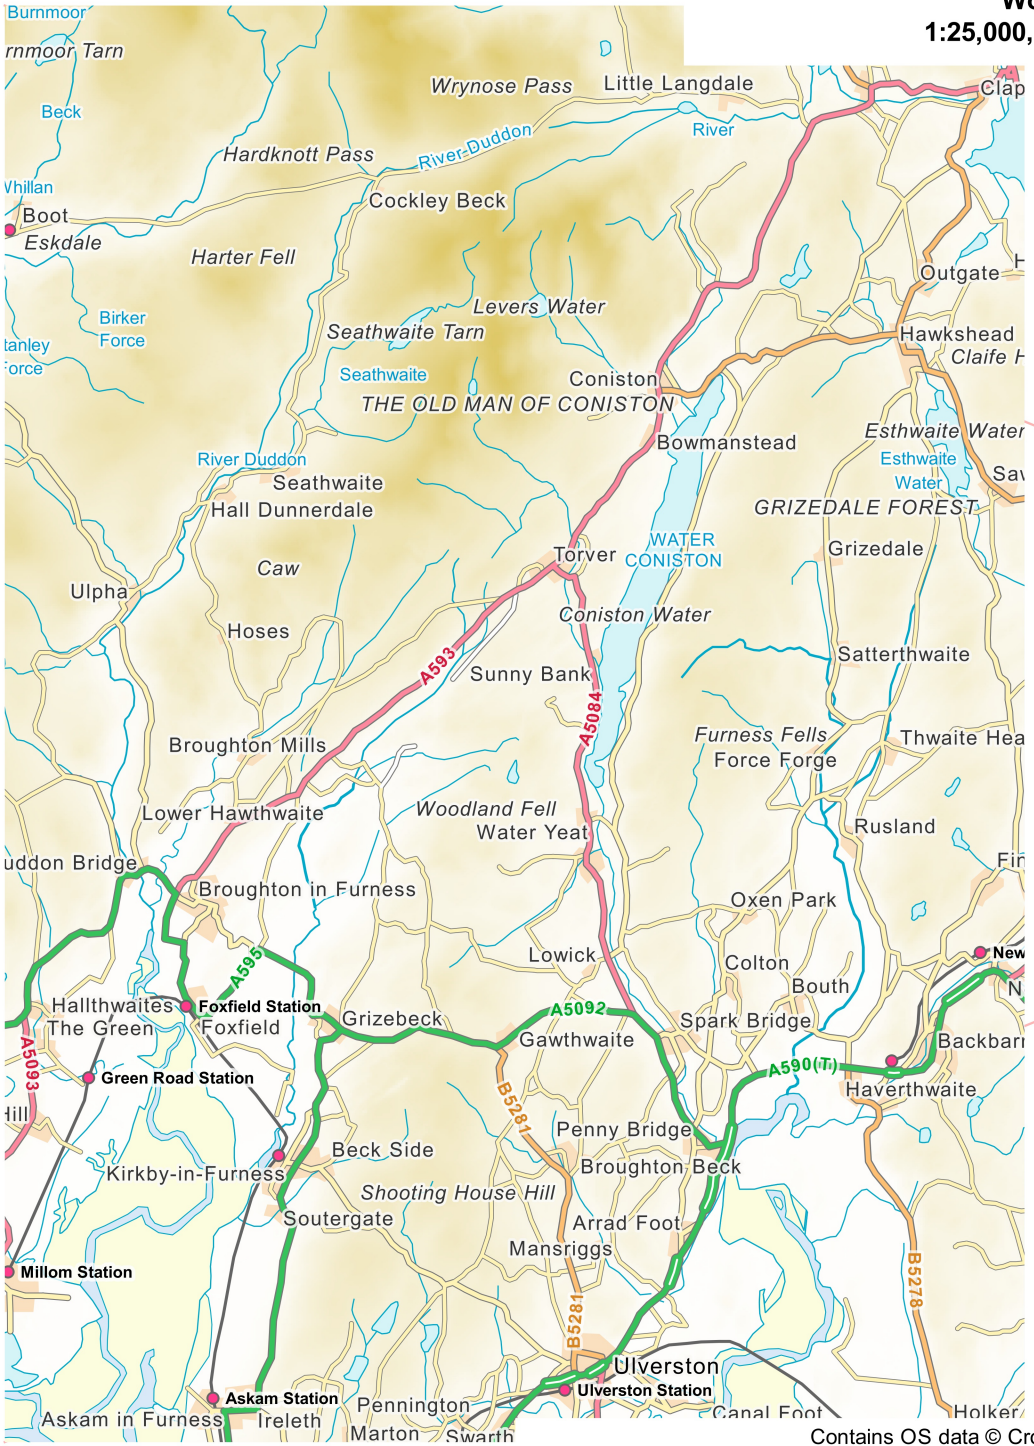 Burnmoor
rnmoor Tarn
1:25,000,
Wrynose Pass
Little Langdale
Clap
Beck
River Duddon
River
Hardknott Pass
Whillan
Boot
Cockley Beck
Eskdale
Harter Fell
Outgate
H
Levers Water
Birker
Force
Seathwaite Tarn
Hawkshead
tanley
Force
Claife H
Seathwaite
Coniston
THE OLD MAN OF CONISTON
Bowmanstead
Esthwaite Water
River Duddon
Esthwaite
Water
Seathwaite
Saw
Hall Dunnerdale
GRIZEDALE FOREST
WATER
CONISTON
Grizedale
Torver
Caw
Ulpha
Coniston Water
Hoses
A593
Sunny Bank
Satterthwaite
A5084
Broughton Mills
Furness Fells
Force Forge
Thwaite Hea
Lower Hawthwaite
Woodland Fell
Water Yeat
Rusland
uddon Bridge
Fin
Broughton in Furness
Oxen Park
A595
Lowick
Colton
New
Hallthwaites
Foxfield Station
Bouth
N
The Green
Foxfield
Grizebeck
A5092
Gawthwaite
Spark Bridge
Backbarr
A5093
Green Road Station
A590(T)
Haverthwaite
Hill
B5281
Penny Bridge
Beck Side
Kirkby-in-Furness
Broughton Beck
Shooting House Hill
Soutergate
Arrad Foot
Mansriggs
Millom Station
B5278
B5281
Ulverston
Askam Station
Ulverston Station
Askam in Furness
Ireleth
Pennington
Canal Foot
Holker
Marton
Swarth
Contains OS data © Cro